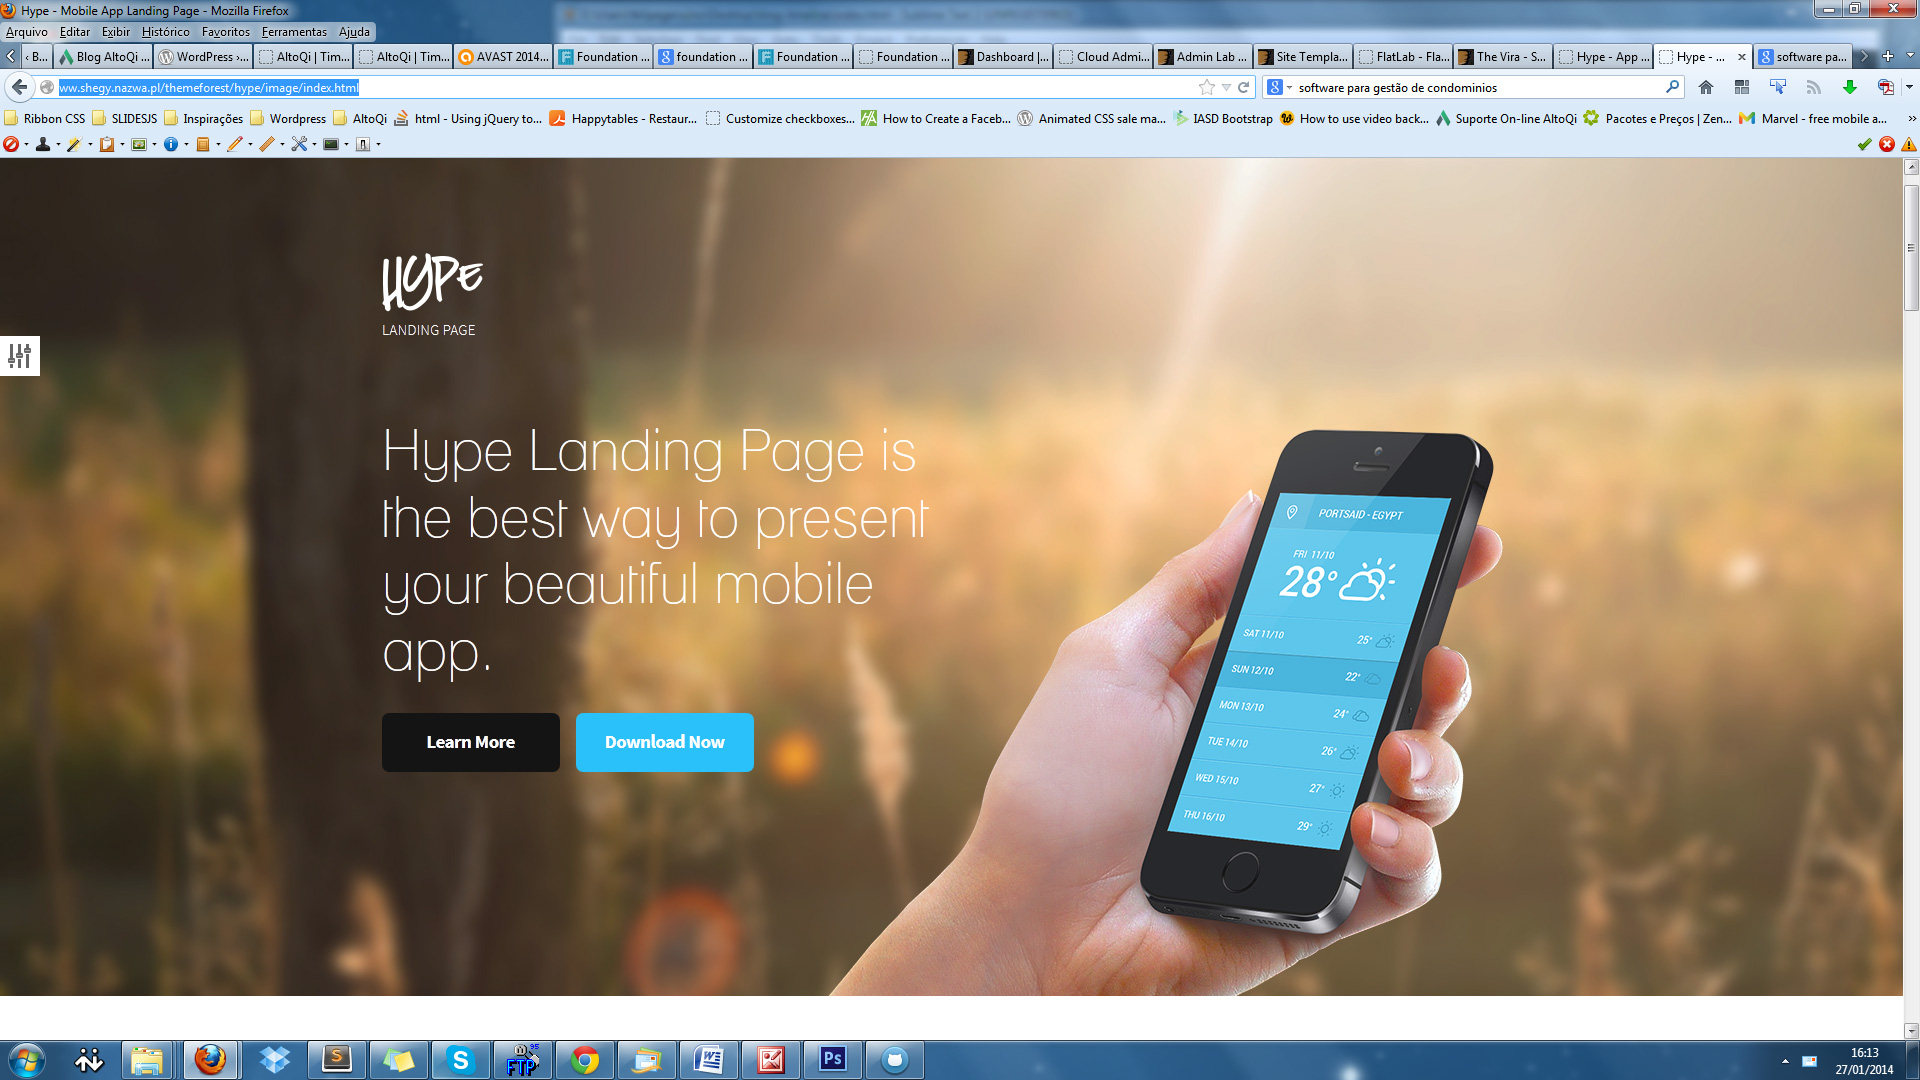 Hype - Mobile App Landing Page - Mozilla Firefox
Arquivo Editar Exibir Histórico Favoritos Ferramentas Ajuda
‹ B... Blog AltoQi ... WordPress ›... AltoQi | Tim... AltoQi | Tim... AVAST 2014... Foundation ... foundation ... Foundation ... Foundation ... Dashboard |... Cloud Admi... Admin Lab ... Site Templa... FlatLab - Fla... The Vira - S... Hype - App ... Hype - ... software pa...
ww.shegy.nazwa.pl/themeforest/hype/image/index.html software para gestão de condominios
Ribbon CSS SLIDESJS Inspirações Wordpress AltoQi html - Using jQuery to... Happytables - Restaur... Customize checkboxes... How to Create a Faceb... Animated CSS sale ma... IASD Bootstrap How to use video back... Suporte On-line AltoQi Pacotes e Preços | Zen... Marvel - free mobile a...
HYPE
LANDING PAGE
Hype Landing Page is
the best way to present
your beautiful mobile
app.
Learn More Download Now
PORTSAID - EGYPT
FRI 11/10
28°
SAT 11/10 25°
SUN 12/10 22°
MON 13/10 24°
TUE 14/10 26°
WED 15/10 27°
THU 16/10 29°
16:13
27/01/2014